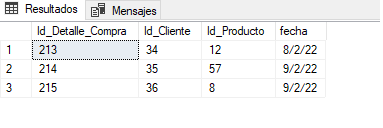 Resultados Mensajes
Id_Detalle_Compra Id_Cliente Id_Producto fecha
1 213 34 12 8/2/22
2 214 35 57 9/2/22
3 215 36 8 9/2/22